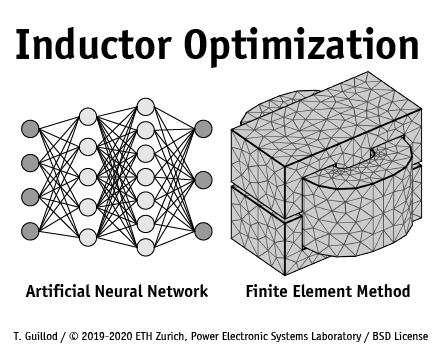 Inductor Optimization
Artificial Neural Network
Finite Element Method
T. Guillod / © 2019-2020 ETH Zurich, Power Electronic Systems Laboratory / BSD License